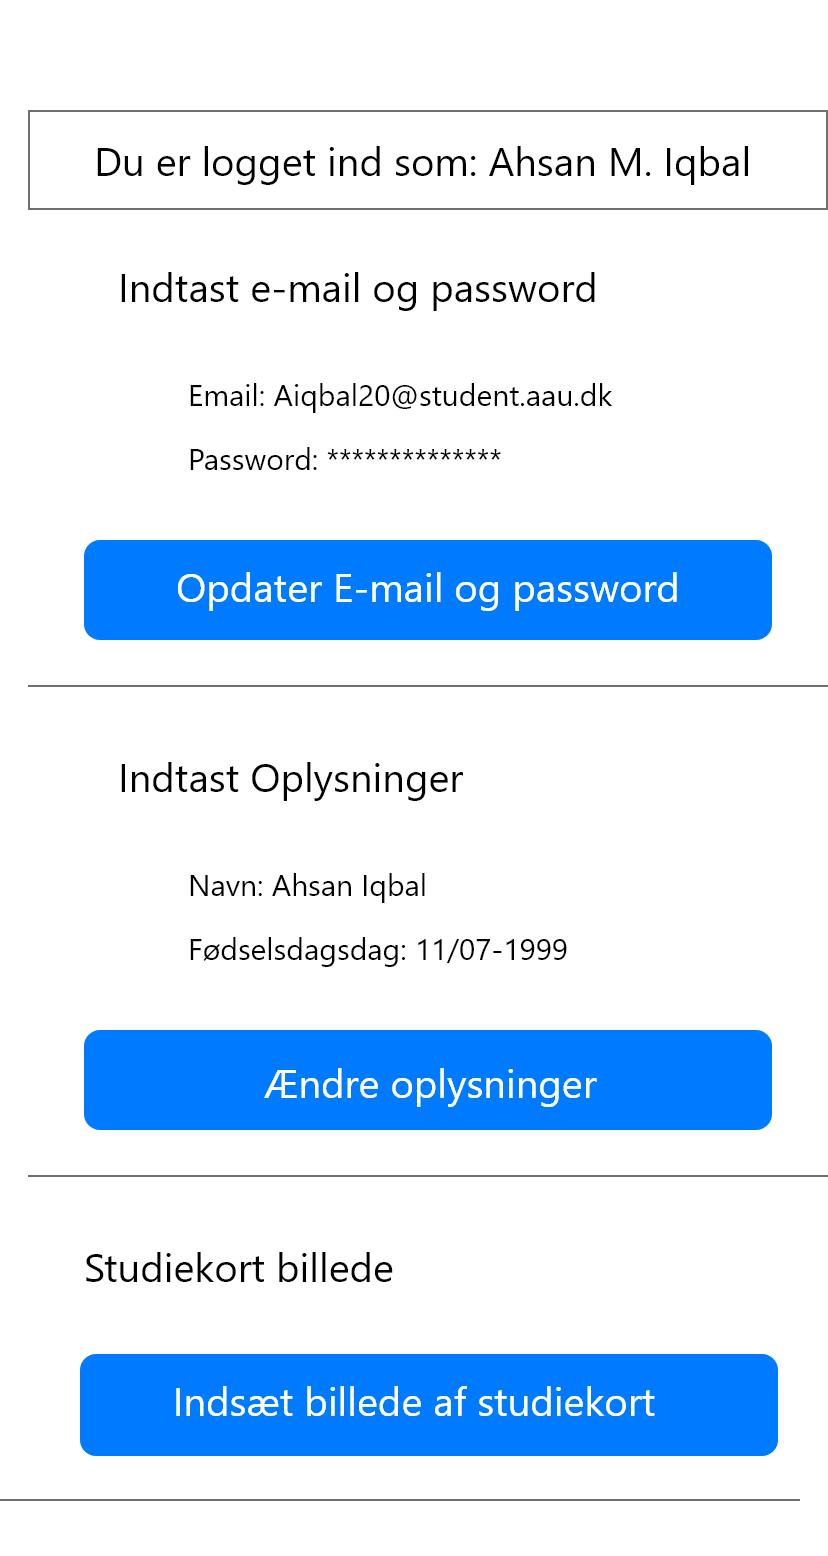 Du er logget ind som: Ahsan M. Iqbal
Indtast e-mail og password
Email: Aiqbal20@student.aau.dk
Password: **************
Opdater E-mail og password
Indtast Oplysninger
Navn: Ahsan Iqbal
Fødselsdagsdag: 11/07-1999
Ændre oplysninger
Studiekort billede
Indsæt billede af studiekort